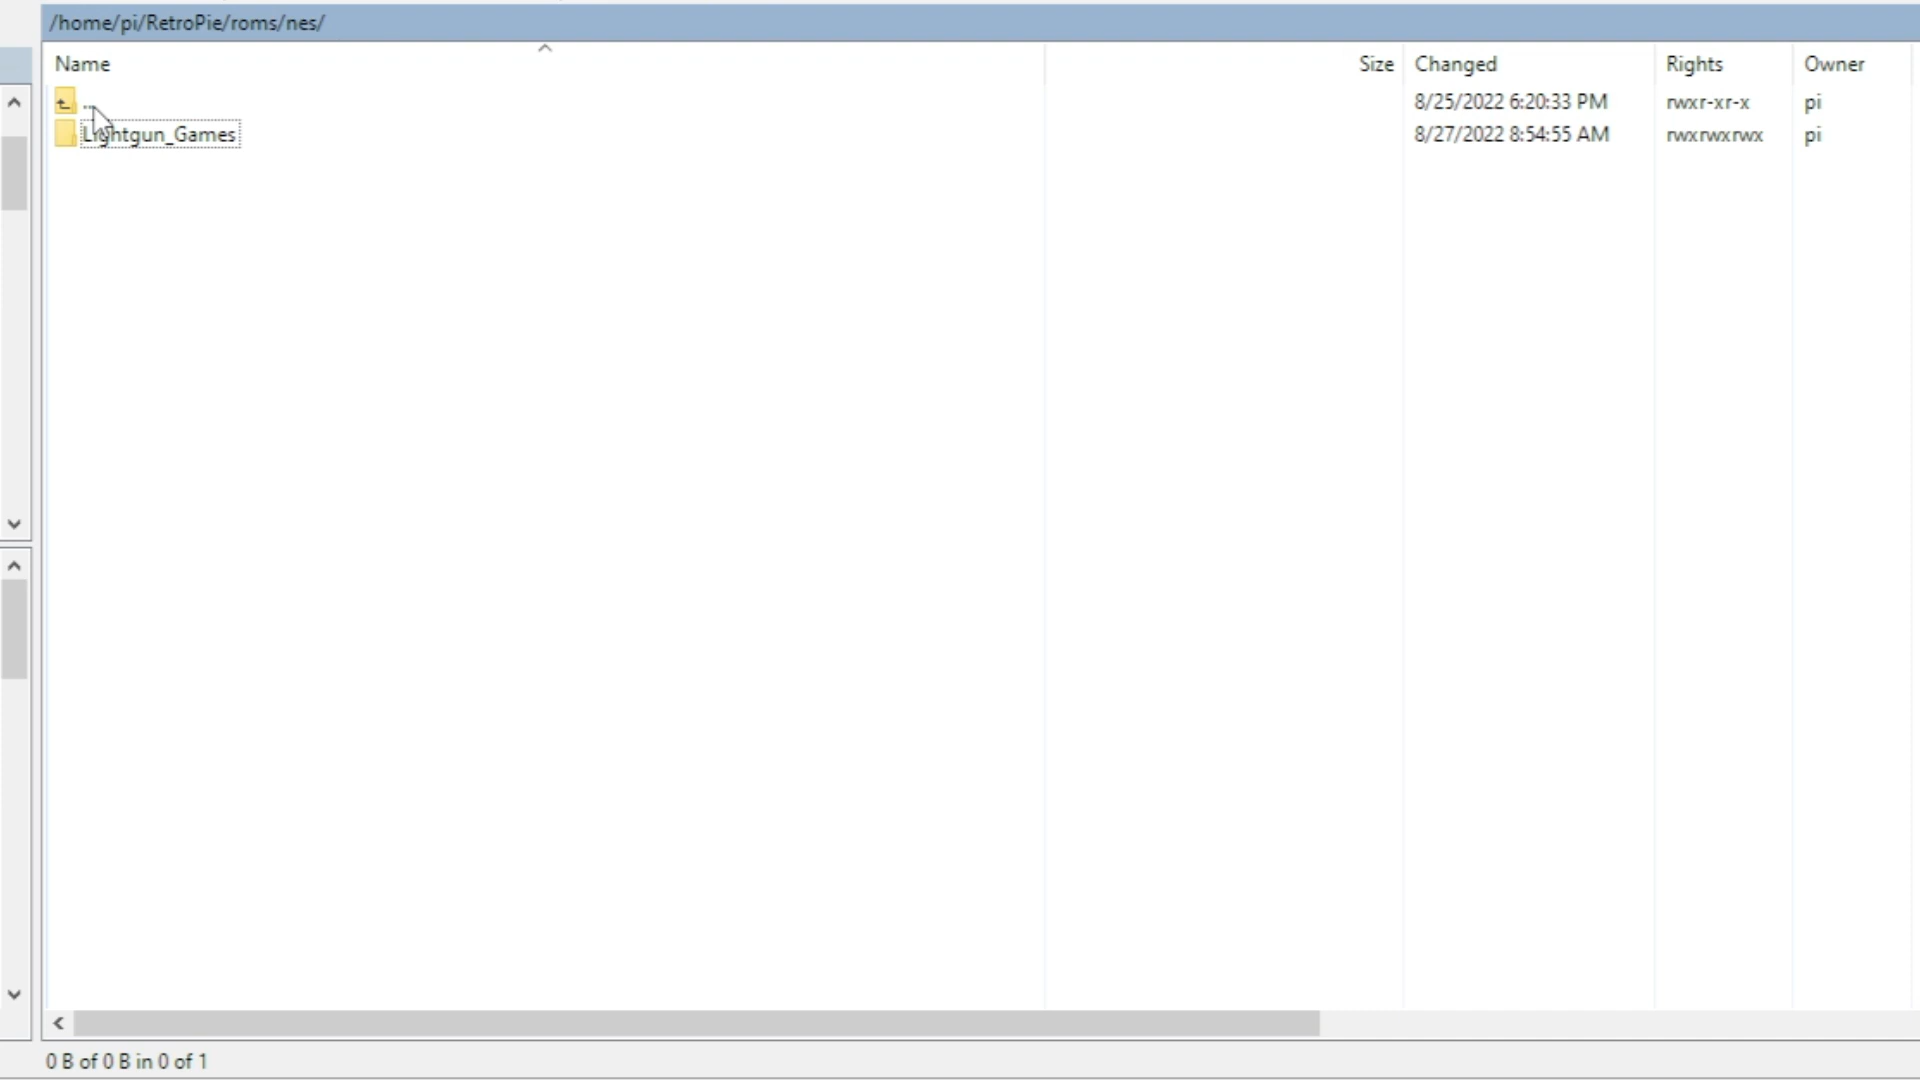 /home/pi/RetroPie/roms/nes/
Name Size Changed Rights Owner
.. 8/25/2022 6:20:33 PM rwxr-xr-x pi
Lightgun_Games 8/27/2022 8:54:55 AM rwxrwxrwx pi
0 B of 0 B in 0 of 1